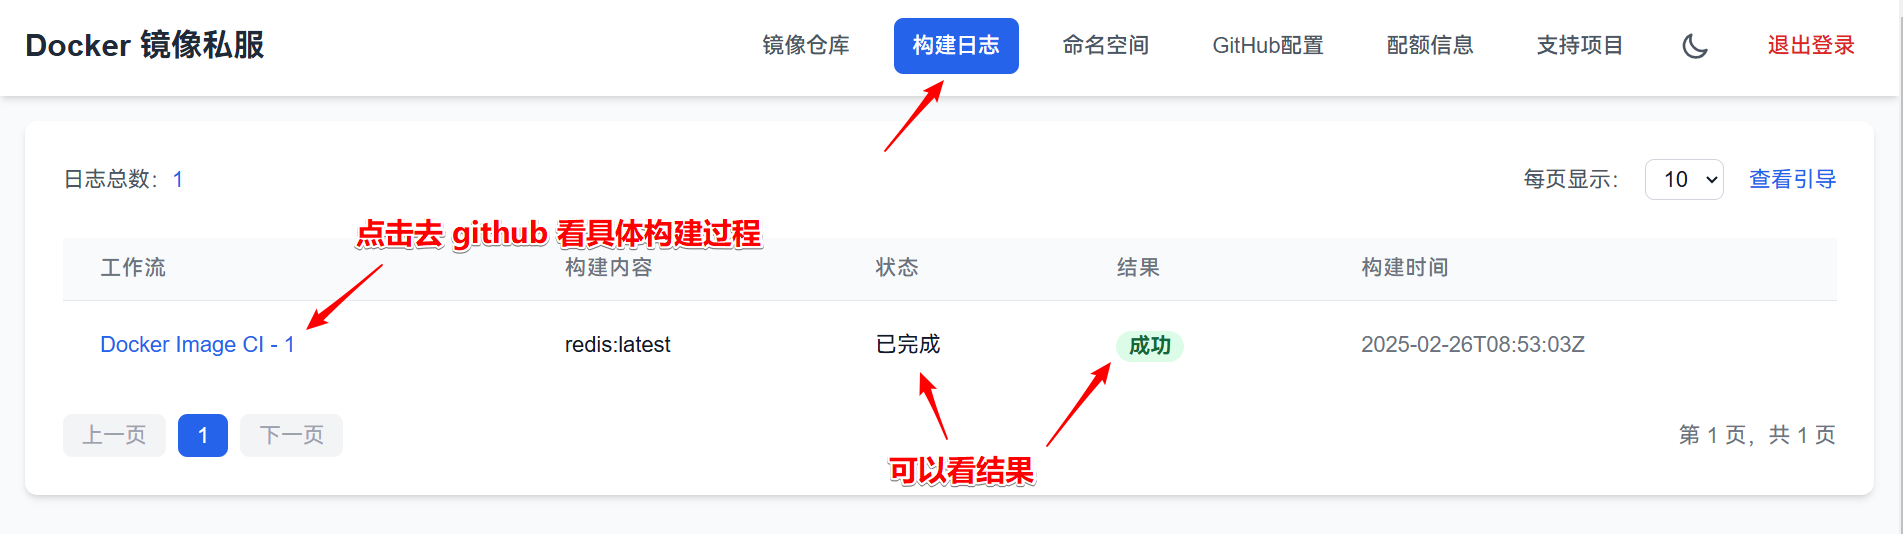 Docker 镜像私服
镜像仓库
构建日志
命名空间
GitHub配置
配额信息
支持项目
退出登录
日志总数： 1
每页显示：
10
查看引导
点击去 github 看具体构建过程
工作流
构建内容
状态
结果
构建时间
Docker Image CI - 1
redis:latest
已完成
成功
2025-02-26T08:53:03Z
上一页
1
下一页
第 1 页，共 1 页
可以看结果